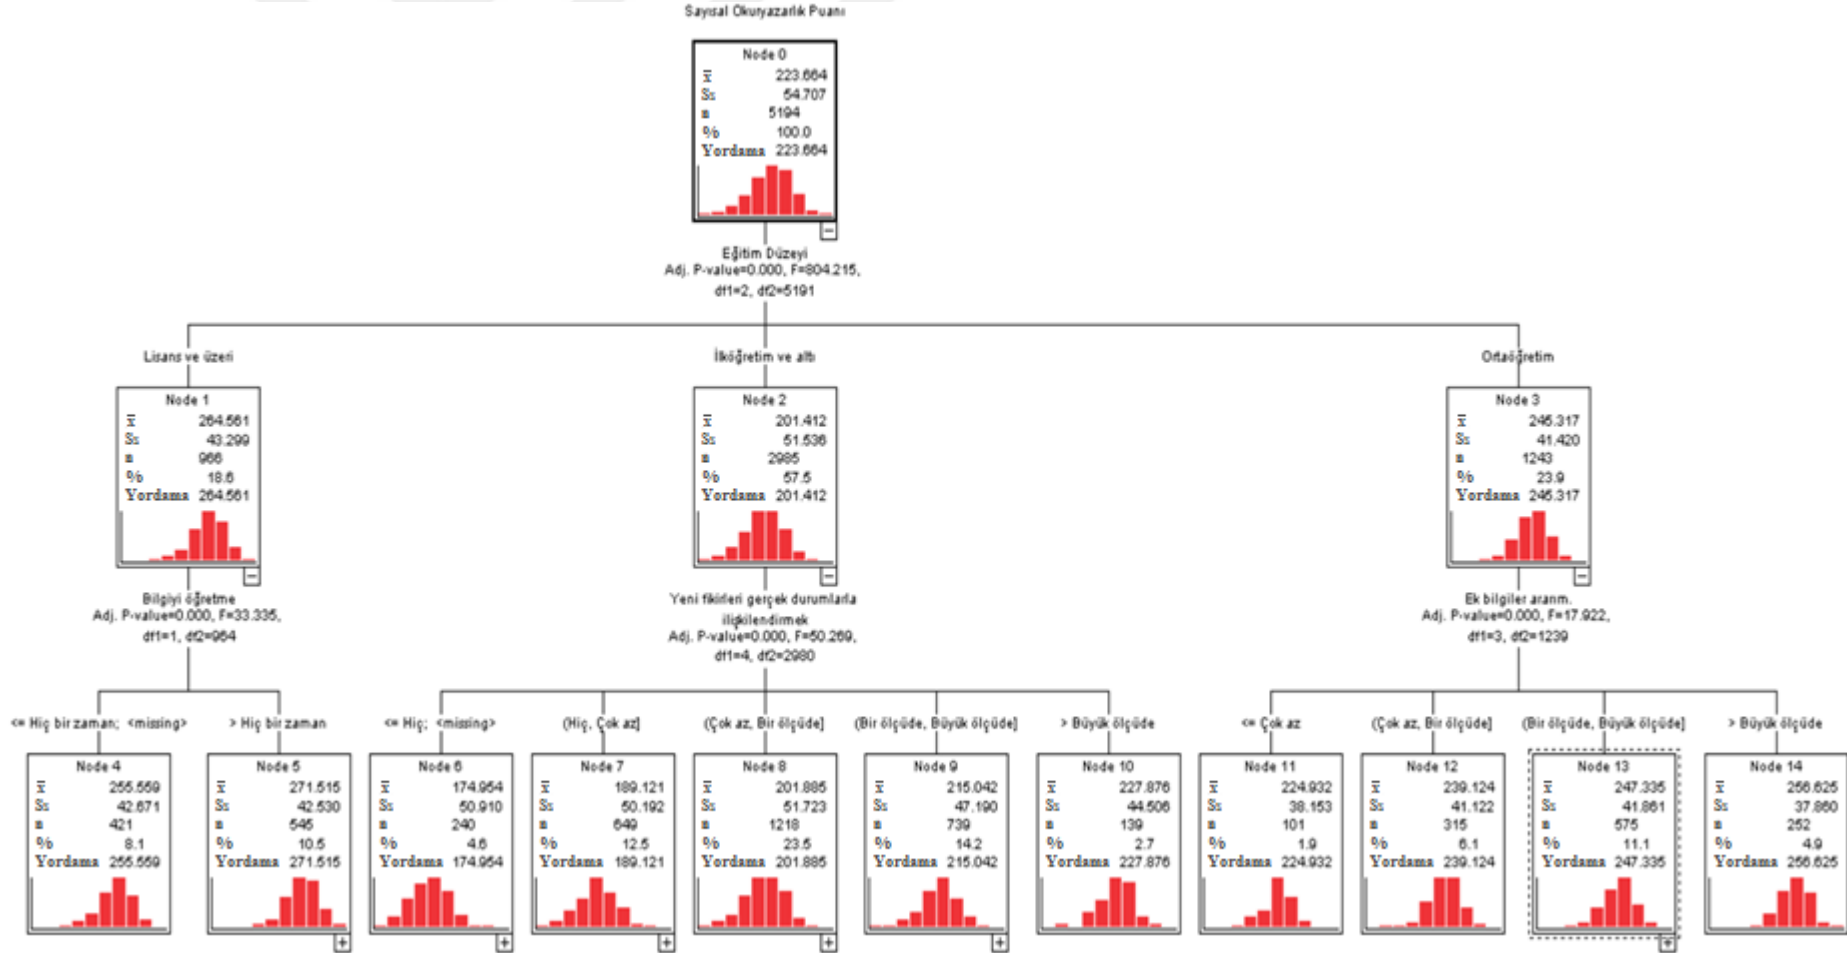 Sayısal Okuryazarlık Puanı
Node 0
x̄ 223.664
Ss 54.707
n 5194
% 100.0
Yordama 223.664
Eğitim Düzeyi
Adj. P-value=0.000, F=804.215,
df1=2, df2=5191
Lisans ve üzeri
İlköğretim ve altı
Ortaöğretim
Node 1
x̄ 264.561
Ss 43.299
n 966
% 18.6
Yordama 264.561
Node 2
x̄ 201.412
Ss 51.536
n 2985
% 57.5
Yordama 201.412
Node 3
x̄ 245.317
Ss 41.420
n 1243
% 23.9
Yordama 245.317
Bilgiyi öğretme
Adj. P-value=0.000, F=33.335,
df1=1, df2=964
Yeni fikirleri gerçek durumlarla
ilişkilendirmek
Adj. P-value=0.000, F=50.269,
df1=4, df2=2980
Ek bilgiler ararım.
Adj. P-value=0.000, F=17.922,
df1=3, df2=1239
<= Hiç bir zaman; <missing>
> Hiç bir zaman
<= Hiç; <missing>
(Hiç, Çok az]
(Çok az, Bir ölçüde]
(Bir ölçüde, Büyük ölçüde]
> Büyük ölçüde
<= Çok az
(Çok az, Bir ölçüde]
(Bir ölçüde, Büyük ölçüde]
> Büyük ölçüde
Node 4
x̄ 255.559
Ss 42.671
n 421
% 8.1
Yordama 255.559
Node 5
x̄ 271.515
Ss 42.530
n 545
% 10.5
Yordama 271.515
Node 6
x̄ 174.954
Ss 50.910
n 240
% 4.6
Yordama 174.954
Node 7
x̄ 189.121
Ss 50.192
n 649
% 12.5
Yordama 189.121
Node 8
x̄ 201.885
Ss 51.723
n 1218
% 23.5
Yordama 201.885
Node 9
x̄ 215.042
Ss 47.190
n 739
% 14.2
Yordama 215.042
Node 10
x̄ 227.876
Ss 44.506
n 139
% 2.7
Yordama 227.876
Node 11
x̄ 224.932
Ss 38.153
n 101
% 1.9
Yordama 224.932
Node 12
x̄ 239.124
Ss 41.122
n 315
% 6.1
Yordama 239.124
Node 13
x̄ 247.335
Ss 41.861
n 575
% 11.1
Yordama 247.335
Node 14
x̄ 256.625
Ss 37.860
n 252
% 4.9
Yordama 256.625